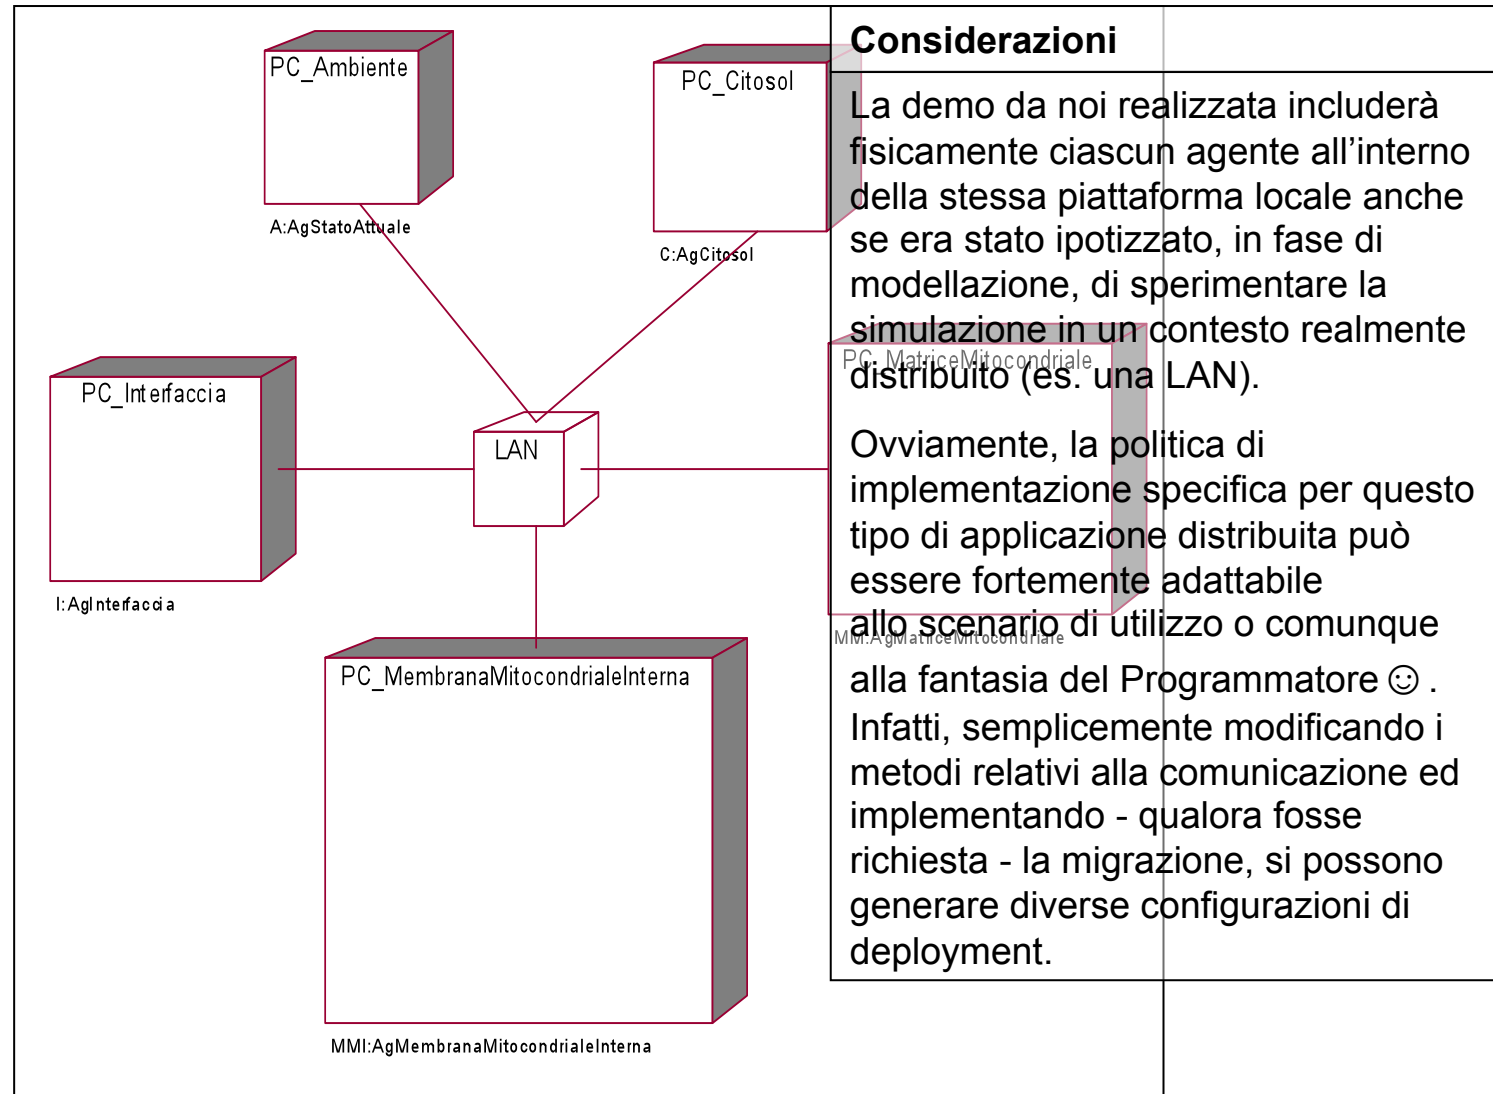 PC_Ambiente
A:AgStatoAttuale
PC_Citosol
C:AgCitosol
PC_Interfaccia
I:AgInterfaccia
LAN
PC_MatriceMitocondriale
MM:AgMatriceMitocondriale
PC_MembranaMitocondrialeInterna
MMI:AgMembranaMitocondrialeInterna
Considerazioni
La demo da noi realizzata includerà
fisicamente ciascun agente all’interno
della stessa piattaforma locale anche
se era stato ipotizzato, in fase di
modellazione, di sperimentare la
simulazione in un contesto realmente
distribuito (es. una LAN).
Ovviamente, la politica di
implementazione specifica per questo
tipo di applicazione distribuita può
essere fortemente adattabile
allo scenario di utilizzo o comunque
alla fantasia del Programmatore ☺ .
Infatti, semplicemente modificando i
metodi relativi alla comunicazione ed
implementando - qualora fosse
richiesta - la migrazione, si possono
generare diverse configurazioni di
deployment.